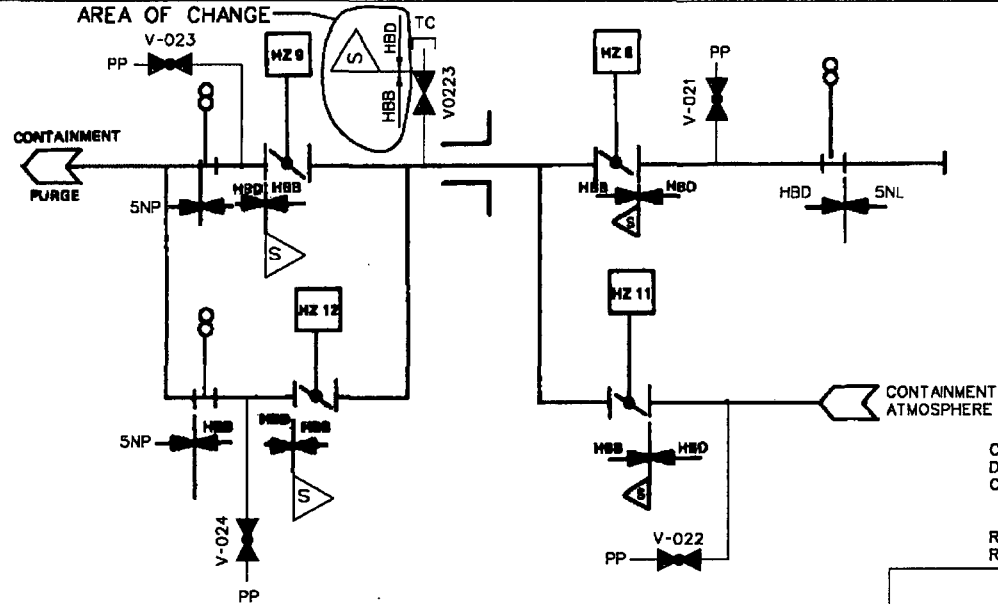 AREA OF CHANGE
V-023
PP
HZ 9
S
HBD
HBB
TC
V0223
HZ 8
PP
V-021
CONTAINMENT
PURGE
5NP
HBD
HBB
S
HBB
HBD
S
HBD
5NL
HZ 12
HZ 11
CONTAINMENT
ATMOSPHERE
5NP
HBB
HBB
S
HBB
HBD
S
V-024
PP
PP
V-022
O
D
C
R
R